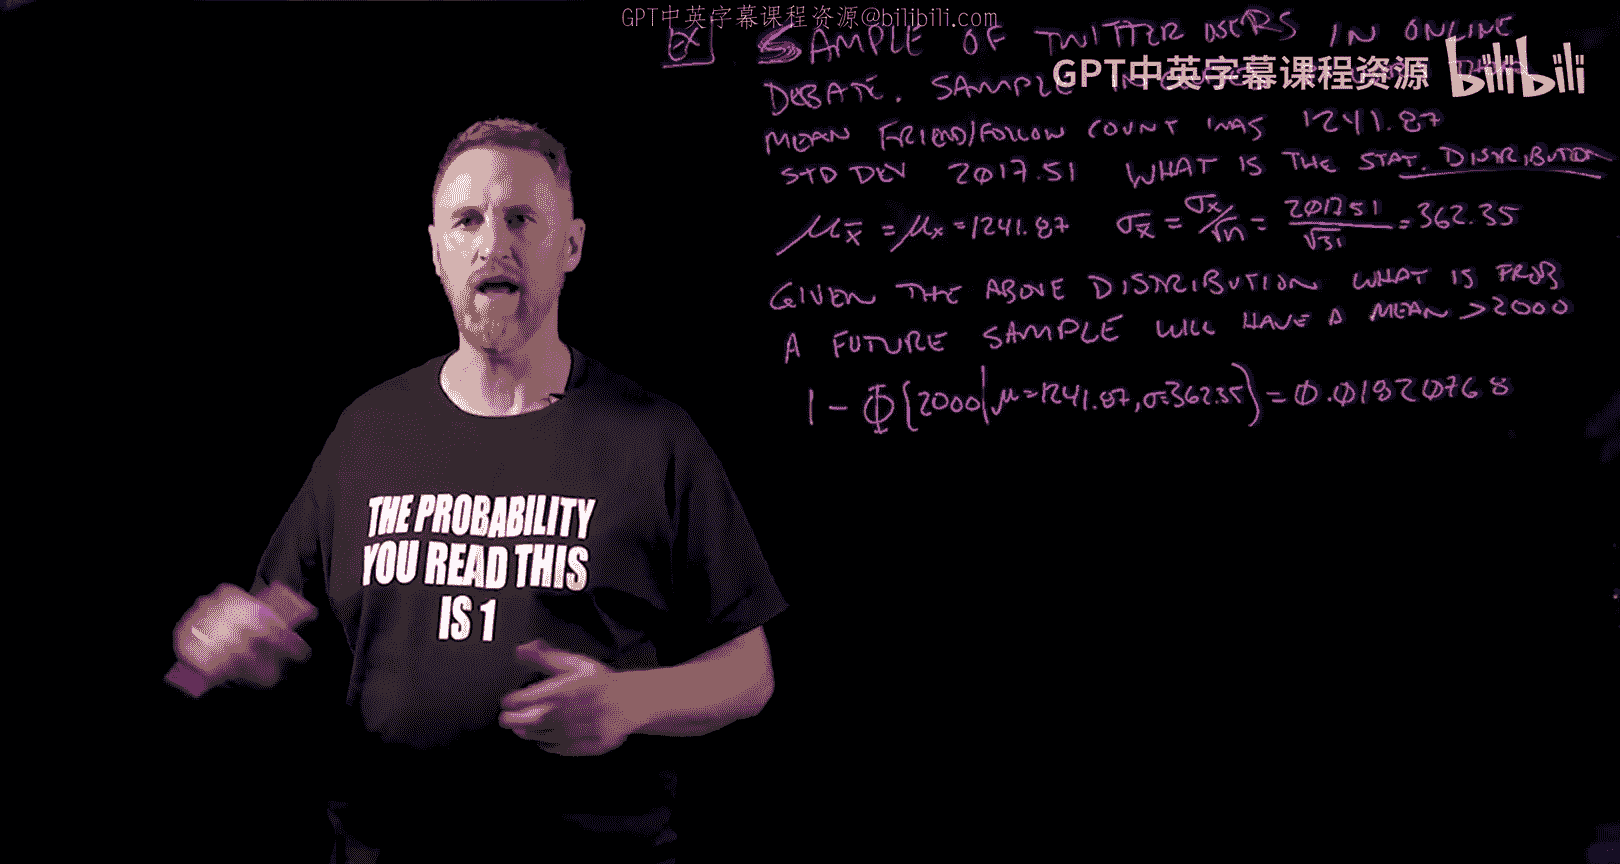 GPT中英字幕课程资源@bilibili.com
EX SAMPLE OF TWITTER USERS IN ONLINE
GPT中英字幕课程资源 bilibili
DEBATE. SAMPLE
MEAN FRIEND/FOLLOW COUNT WAS 1241.87
STD DEV 2017.51 WHAT IS THE STAT. DISTRIBUTION
μx̄ = μx = 1241.87 σx̄ = σx/√n = 201751/√31 = 362.35
GIVEN THE ABOVE DISTRIBUTION WHAT IS PROB
A FUTURE SAMPLE WILL HAVE A MEAN >2000
1 - Φ(2000|μ=1241.87, σ=362.35) = 0.01820768
THE PROBABILITY
YOU READ THIS
IS 1